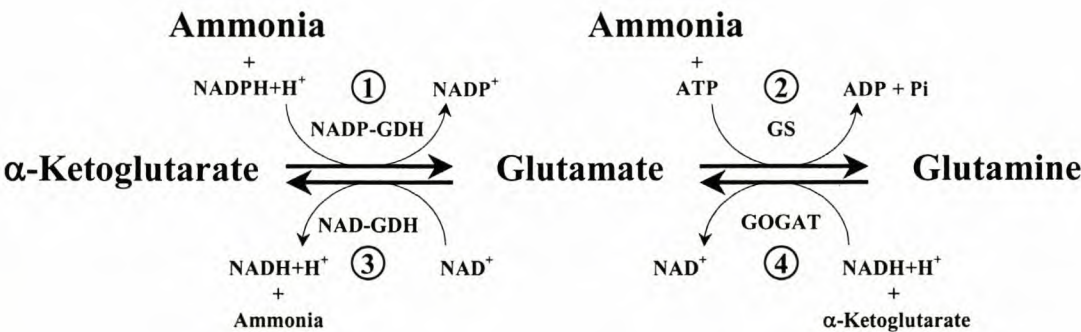 Ammonia Ammonia
+ +
NADPH+H⁺ ① NADP⁺ ATP ② ADP + Pi
NADP-GDH GS
α-Ketoglutarate Glutamate Glutamine
NAD-GDH GOGAT
NADH+H⁺ ③ NAD⁺ NAD⁺ ④ NADH+H⁺
+ +
Ammonia α-Ketoglutarate